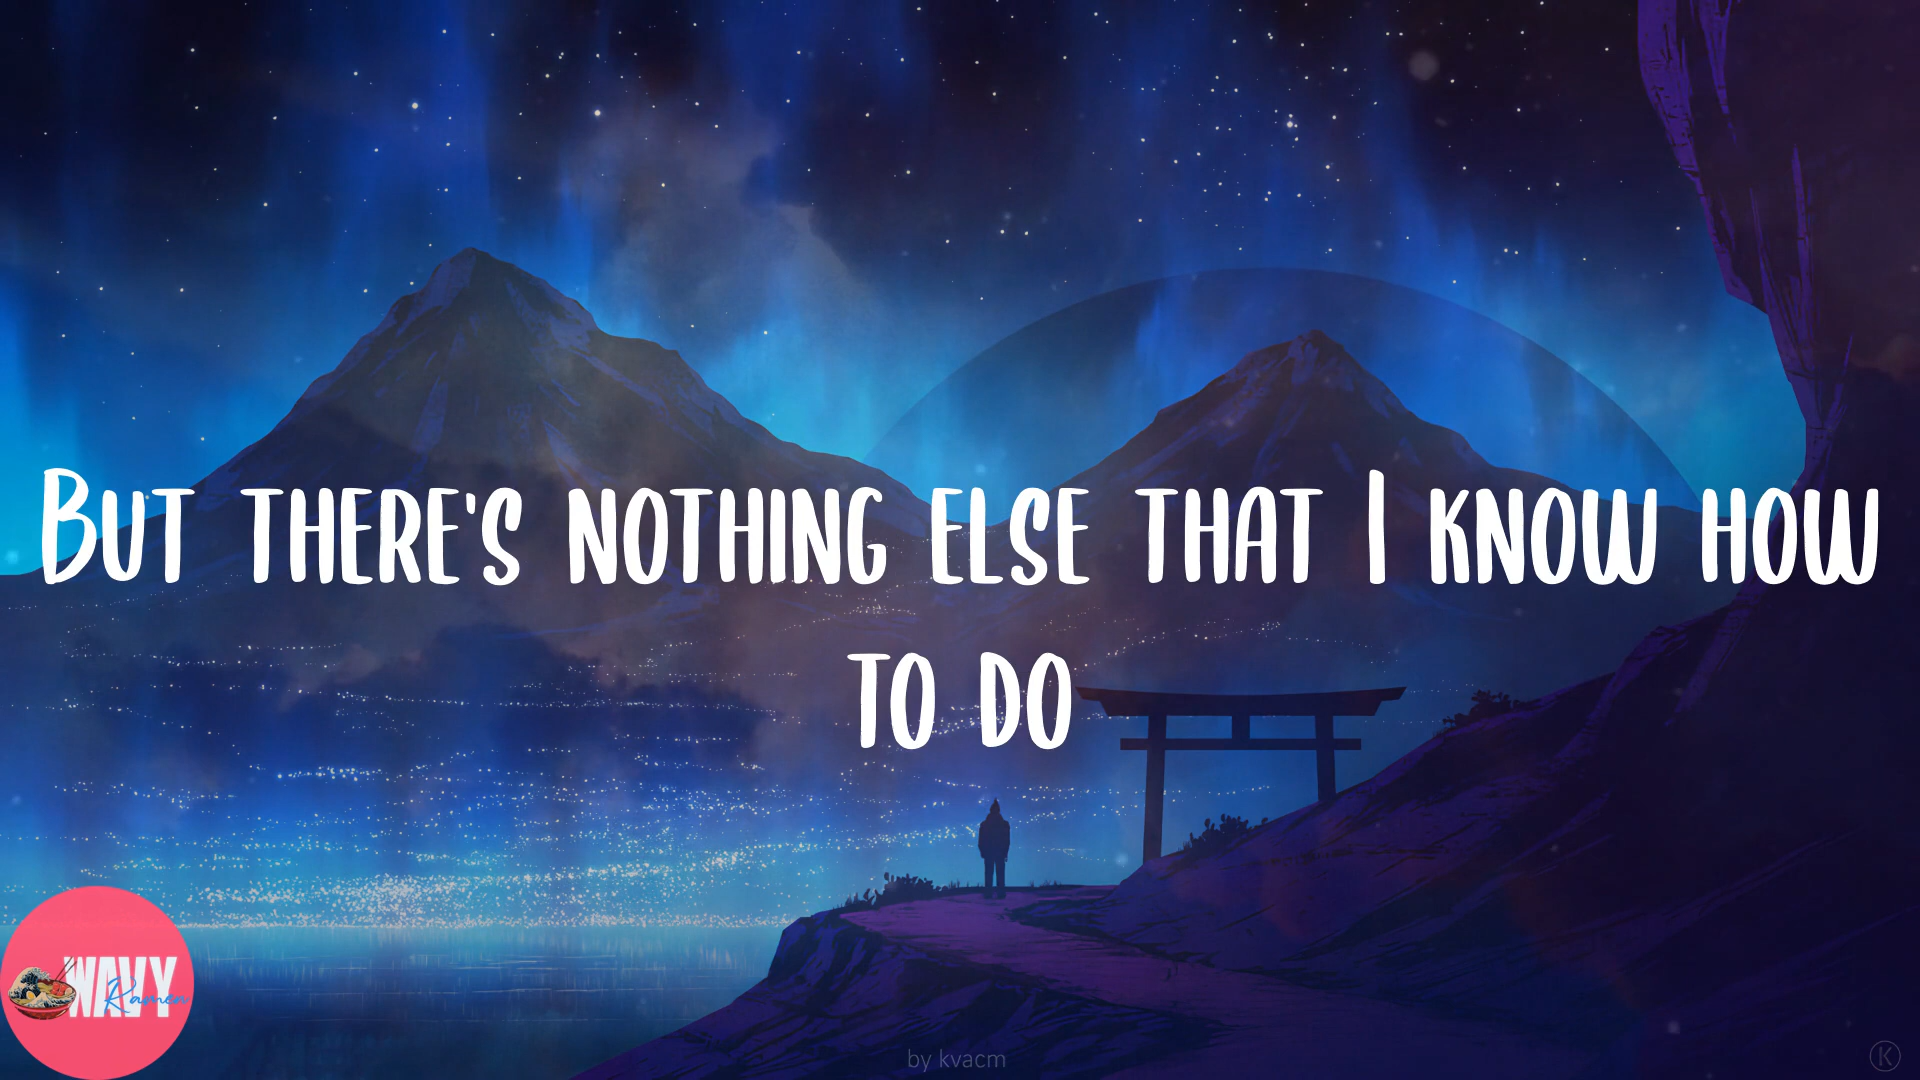 But there's nothing else that I know how
to do
WAVY
Ramen
by kvacm
K